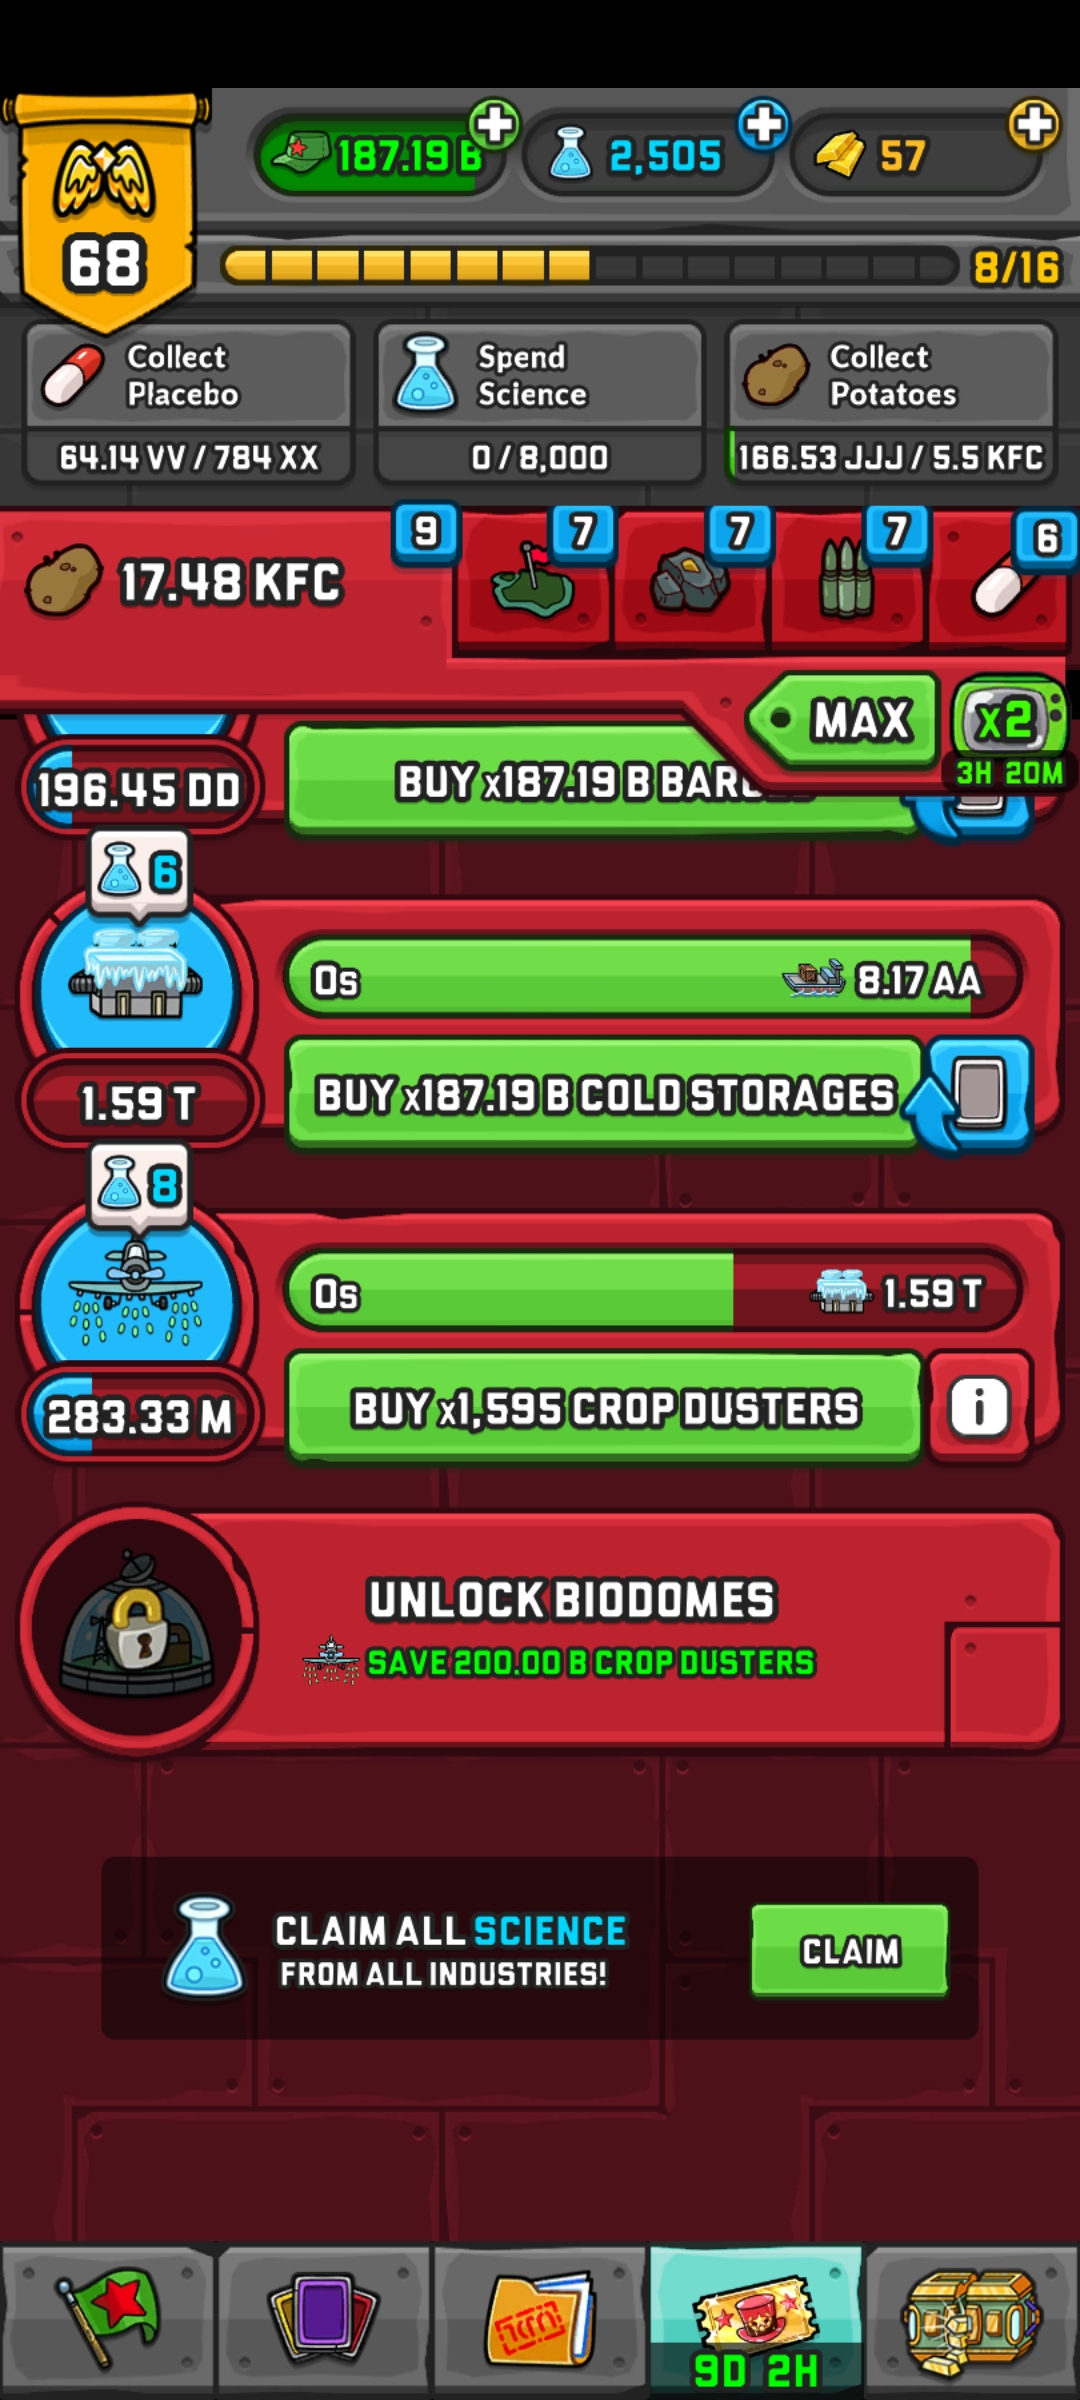 187.19 B
2,505
57
68
8/16
Collect
Placebo
64.14 VV / 784 XX
Spend
Science
0 / 8,000
Collect
Potatoes
166.53 JJJ / 5.5 KFC
17.48 KFC
9
7
7
7
6
MAX
x2
3H 20M
196.45 DD
BUY x187.19 B
6
0s
8.17 AA
1.59 T
BUY x187.19 B COLD STORAGES
8
0s
1.59 T
283.33 M
BUY x1,595 CROP DUSTERS
i
UNLOCK BIODOMES
SAVE 200.00 B CROP DUSTERS
CLAIM ALL SCIENCE
FROM ALL INDUSTRIES!
CLAIM
9D 2H